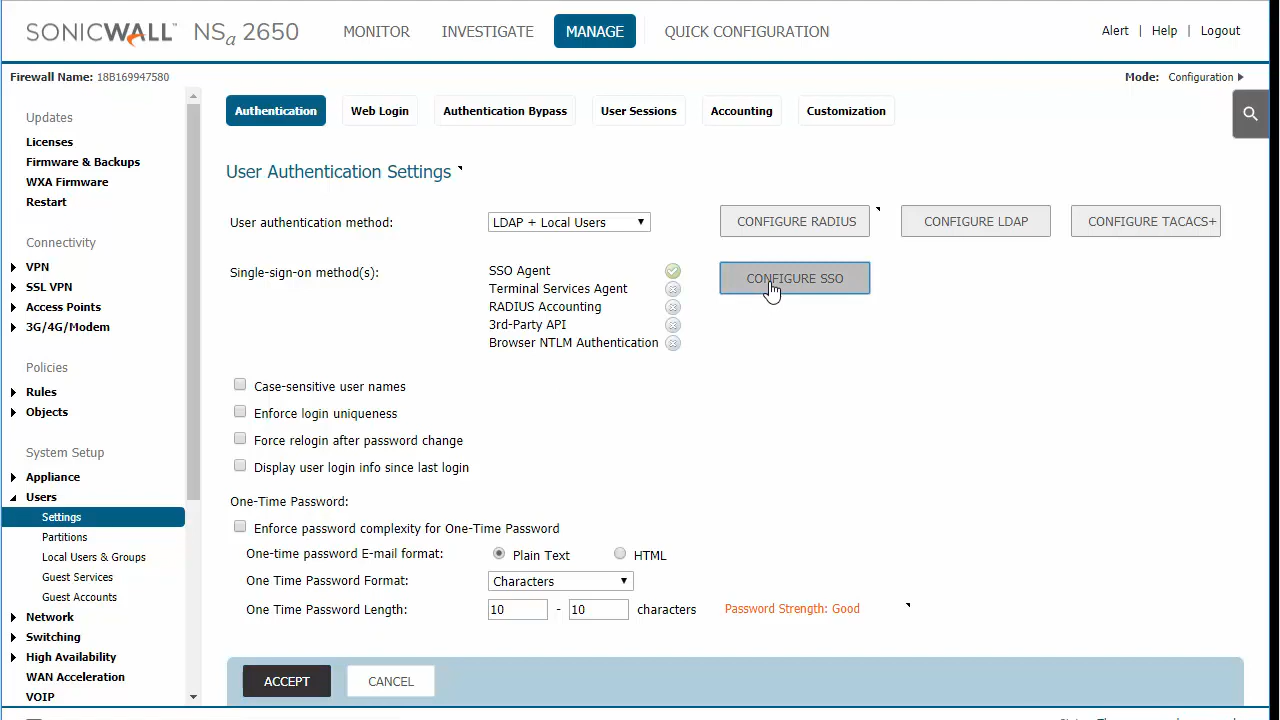 SONICWALL NSa 2650 MONITOR INVESTIGATE MANAGE QUICK CONFIGURATION Alert | Help | Logout
Firewall Name: 18B169947580 Mode: Configuration
Updates
Licenses
Firmware & Backups
WXA Firmware
Restart
Connectivity
VPN
SSL VPN
Access Points
3G/4G/Modem
Policies
Rules
Objects
System Setup
Appliance
Users
Settings
Partitions
Local Users & Groups
Guest Services
Guest Accounts
Network
Switching
High Availability
WAN Acceleration
VOIP
Authentication Web Login Authentication Bypass User Sessions Accounting Customization
User Authentication Settings
User authentication method: LDAP + Local Users CONFIGURE RADIUS CONFIGURE LDAP CONFIGURE TACACS+
Single-sign-on method(s): SSO Agent CONFIGURE SSO
Terminal Services Agent
RADIUS Accounting
3rd-Party API
Browser NTLM Authentication
Case-sensitive user names
Enforce login uniqueness
Force relogin after password change
Display user login info since last login
One-Time Password:
Enforce password complexity for One-Time Password
One-time password E-mail format: Plain Text HTML
One Time Password Format: Characters
One Time Password Length: 10 - 10 characters Password Strength: Good
ACCEPT CANCEL